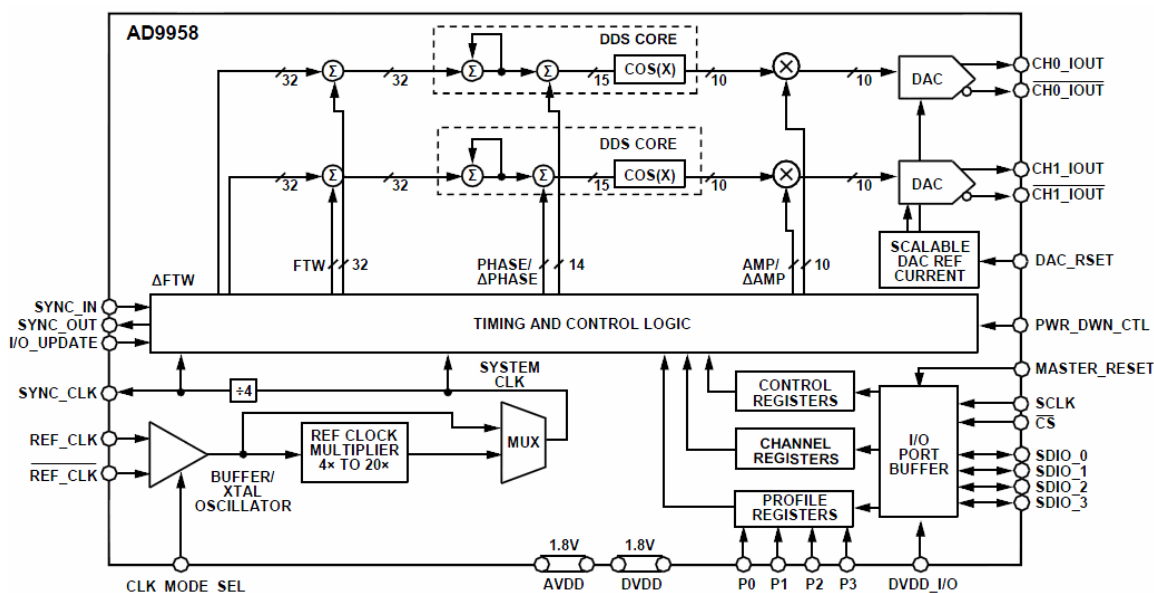 AD9958
DDS CORE
32
Σ
32
Σ
Σ
15
COS(X)
10
×
10
DAC
CH0_IOUT
CH0_IOUT
DDS CORE
32
Σ
32
Σ
Σ
15
COS(X)
10
×
10
DAC
CH1_IOUT
CH1_IOUT
SCALABLE
DAC REF
CURRENT
DAC_RSET
ΔFTW
FTW
32
PHASE/
ΔPHASE
14
AMP/
ΔAMP
10
SYNC_IN
SYNC_OUT
I/O_UPDATE
TIMING AND CONTROL LOGIC
PWR_DWN_CTL
SYNC_CLK
÷4
SYSTEM
CLK
REF_CLK
REF_CLK
BUFFER/
XTAL
OSCILLATOR
REF CLOCK
MULTIPLIER
4× TO 20×
MUX
CONTROL
REGISTERS
CHANNEL
REGISTERS
PROFILE
REGISTERS
I/O
PORT
BUFFER
MASTER_RESET
SCLK
CS
SDIO_0
SDIO_1
SDIO_2
SDIO_3
CLK_MODE_SEL
1.8V
AVDD
1.8V
DVDD
P0
P1
P2
P3
DVDD_I/O